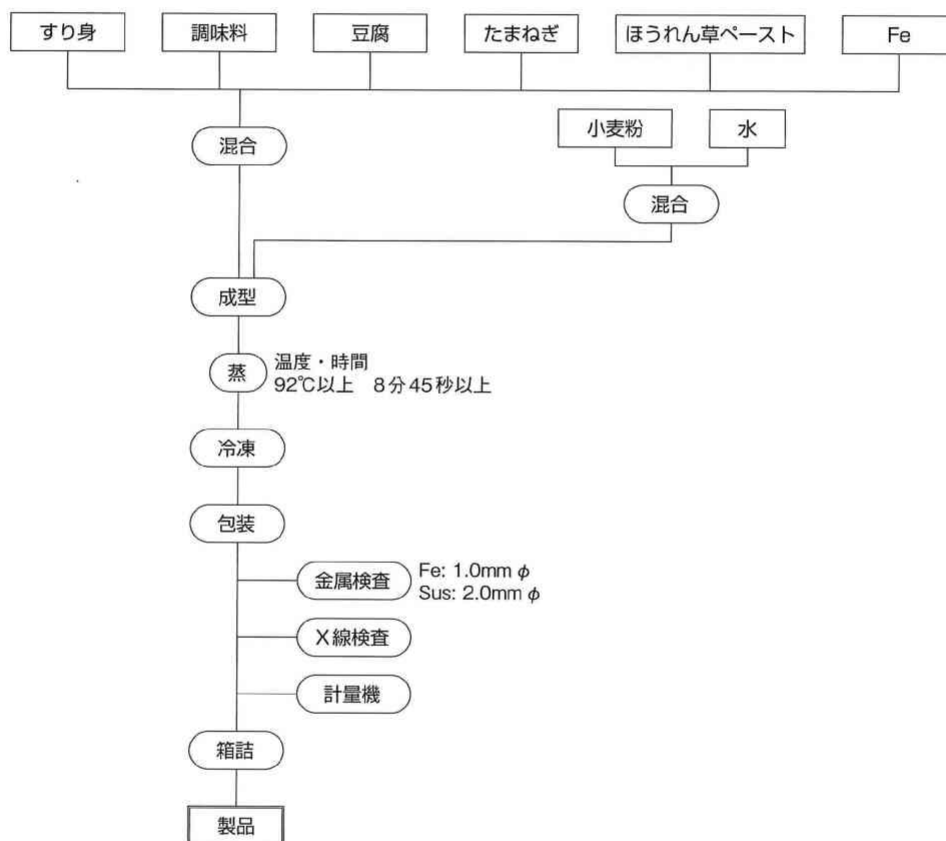 すり身
調味料
豆腐
たまねぎ
ほうれん草ペースト
Fe
小麦粉
水
混合
混合
成型
蒸
温度・時間
92℃以上 8分45秒以上
冷凍
包装
金属検査
Fe: 1.0mm φ
Sus: 2.0mm φ
X線検査
計量機
箱詰
製品